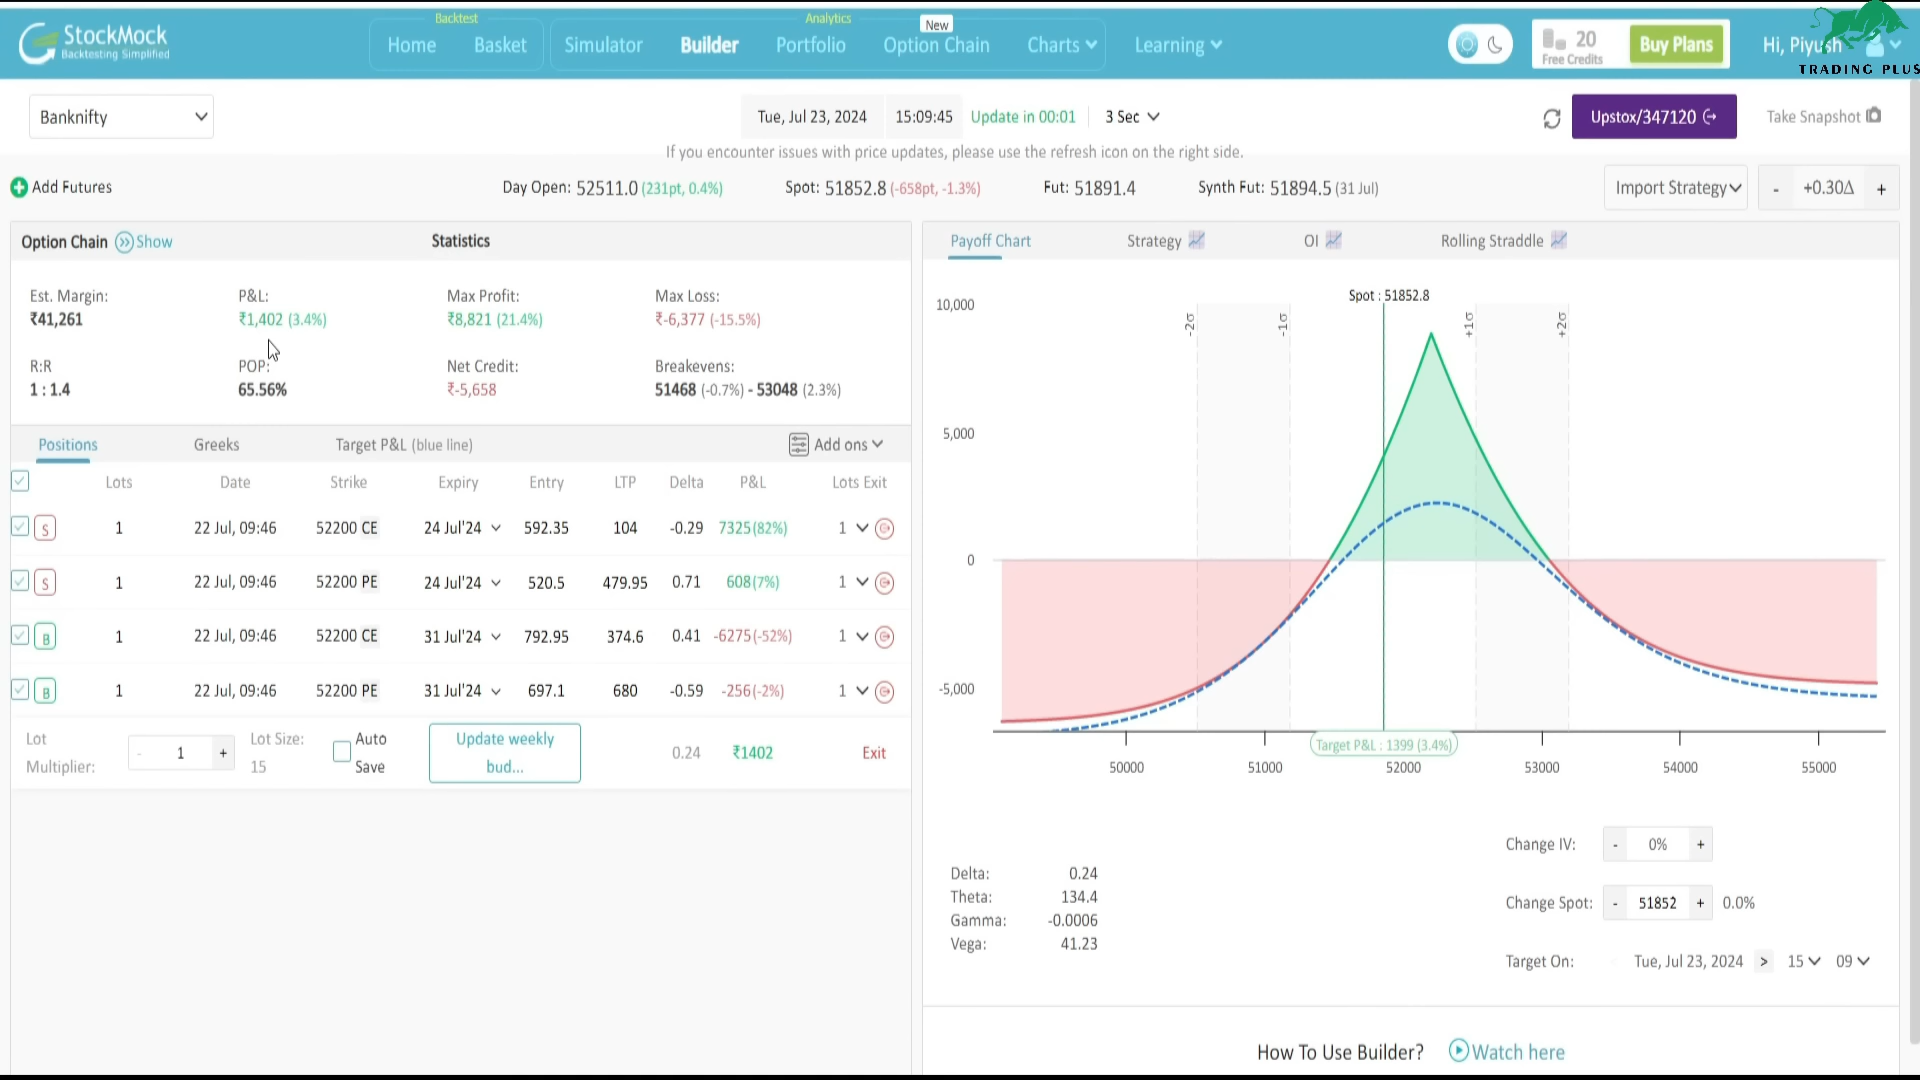 StockMock
Backtesting Simplified
Backtest
Home
Basket
Simulator
Builder
Analytics
Portfolio
New
Option Chain
Charts
Learning
20
Free Credits
Buy Plans
Hi, Piyush
TRADING PLUS
Banknifty
Tue, Jul 23, 2024
15:09:45
Update in 00:01
3 Sec
Upstox/347120
Take Snapshot
If you encounter issues with price updates, please use the refresh icon on the right side.
Add Futures
Day Open: 52511.0 (231pt, 0.4%)
Spot: 51852.8 (-658pt, -1.3%)
Fut: 51891.4
Synth Fut: 51894.5 (31 Jul)
Import Strategy
- +0.30Δ +
Option Chain Show
Statistics
Est. Margin:
₹41,261
P&L:
₹1,402 (3.4%)
Max Profit:
₹8,821 (21.4%)
Max Loss:
₹-6,377 (-15.5%)
R:R
1 : 1.4
POP:
65.56%
Net Credit:
₹-5,658
Breakevens:
51468 (-0.7%) - 53048 (2.3%)
Positions
Greeks
Target P&L (blue line)
Add ons
Lots Date Strike Expiry Entry LTP Delta P&L Lots Exit
S 1 22 Jul, 09:46 52200 CE 24 Jul'24 592.35 104 -0.29 7325(82%) 1
S 1 22 Jul, 09:46 52200 PE 24 Jul'24 520.5 479.95 0.71 608(7%) 1
B 1 22 Jul, 09:46 52200 CE 31 Jul'24 792.95 374.6 0.41 -6275(-52%) 1
B 1 22 Jul, 09:46 52200 PE 31 Jul'24 697.1 680 -0.59 -256(-2%) 1
Lot
Multiplier:
- 1 +
Lot Size:
15
Auto
Save
Update weekly
bud...
0.24
₹1402
Exit
Payoff Chart
Strategy
OI
Rolling Straddle
Spot : 51852.8
-2σ
-1σ
+1σ
+2σ
10,000
5,000
0
-5,000
Target P&L : 1399 (3.4%)
50000
51000
52000
53000
54000
55000
Delta: 0.24
Theta: 134.4
Gamma: -0.0006
Vega: 41.23
Change IV: - 0% +
Change Spot: - 51852 + 0.0%
Target On: Tue, Jul 23, 2024 > 15 09
How To Use Builder? Watch here